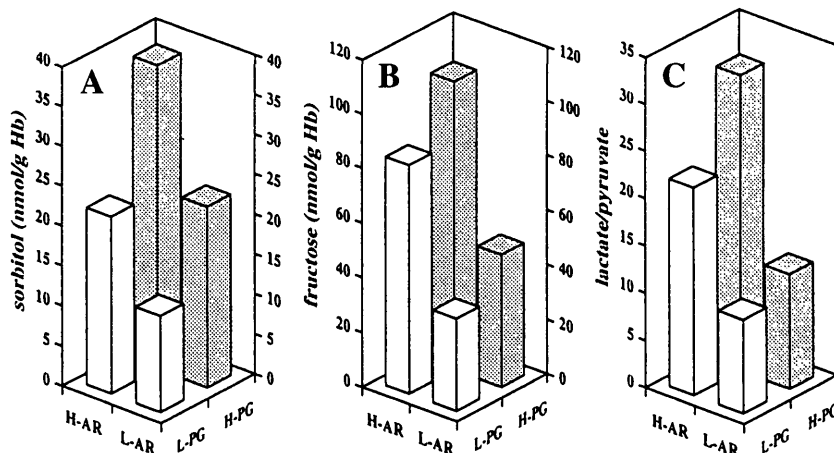 A
sorbitol (nmol/g Hb)
40
35
30
25
20
15
10
5
0
40
35
30
25
20
15
10
5
0
H-AR
L-AR
L-PG
H-PG
B
fructose (nmol/g Hb)
120
100
80
60
40
20
0
120
100
80
60
40
20
0
H-AR
L-AR
L-PG
H-PG
C
lactate/pyruvate
35
30
25
20
15
10
5
0
H-AR
L-AR
L-PG
H-PG